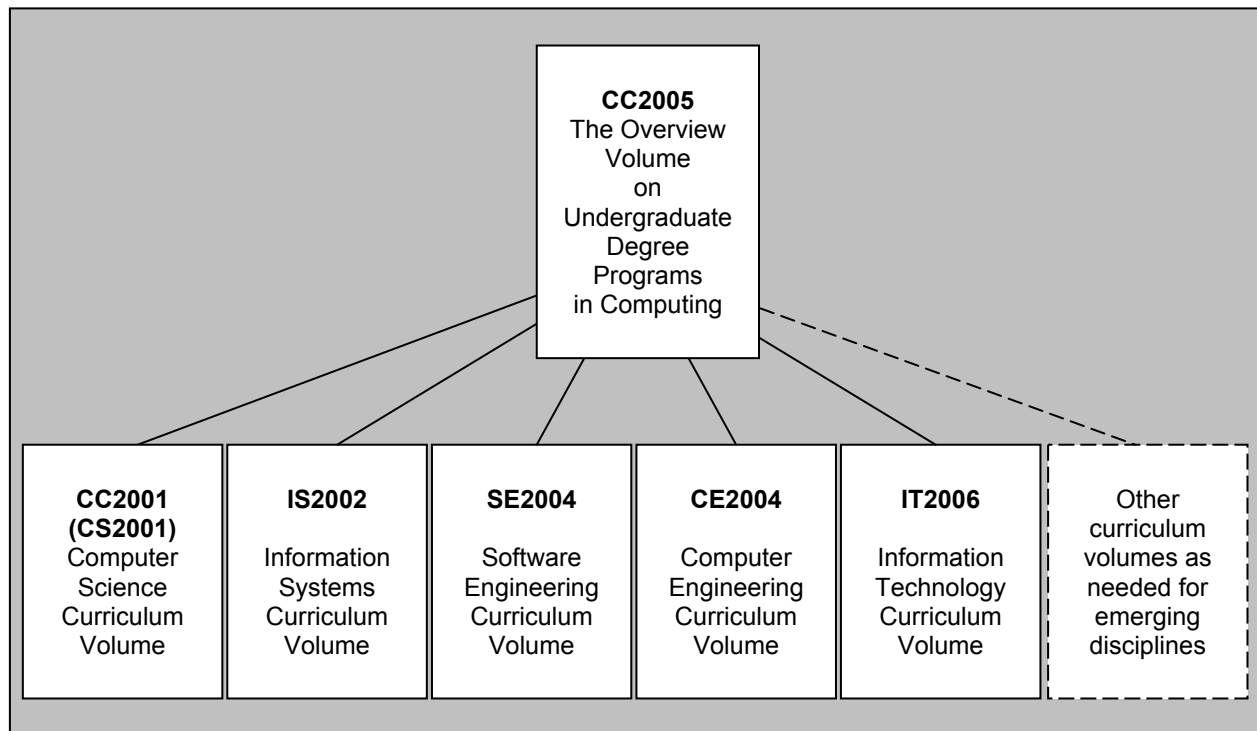 CC2005
The Overview
Volume
on
Undergraduate
Degree
Programs
in Computing
CC2001
(CS2001)
Computer
Science
Curriculum
Volume
IS2002
Information
Systems
Curriculum
Volume
SE2004
Software
Engineering
Curriculum
Volume
CE2004
Computer
Engineering
Curriculum
Volume
IT2006
Information
Technology
Curriculum
Volume
Other
curriculum
volumes as
needed for
emerging
disciplines